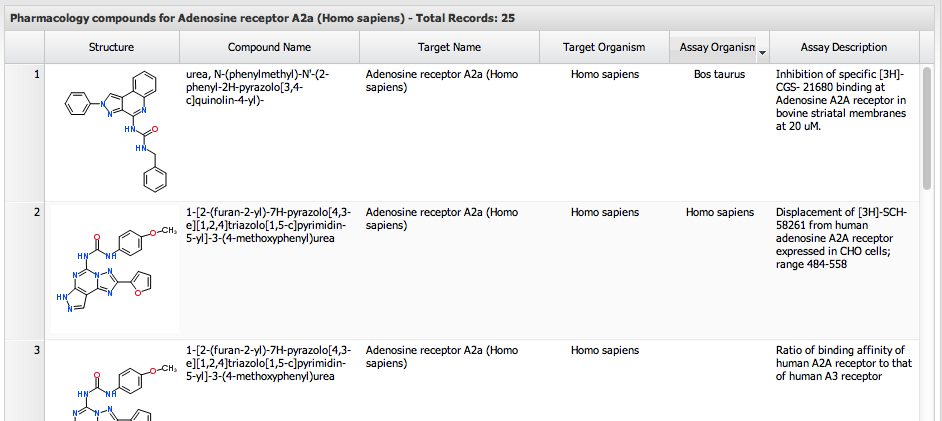 Pharmacology compounds for Adenosine receptor A2a (Homo sapiens) - Total Records: 25
Structure Compound Name Target Name Target Organism Assay Organism Assay Description
1 urea, N-(phenylmethyl)-N'-(2- Adenosine receptor A2a (Homo Homo sapiens Bos taurus Inhibition of specific [3H]-
phenyl-2H-pyrazolo[3,4- sapiens) CGS- 21680 binding at
c]quinolin-4-yl)- Adenosine A2A receptor in
bovine striatal membranes
at 20 uM.
N
N
N
HN
O
HN
2 1-[2-(furan-2-yl)-7H-pyrazolo[4,3- Adenosine receptor A2a (Homo Homo sapiens Homo sapiens Displacement of [3H]-SCH-
e][1,2,4]triazolo[1,5-c]pyrimidin- sapiens) 58261 from human
5-yl]-3-(4-methoxyphenyl)urea adenosine A2A receptor
expressed in CHO cells;
range 484-558
O CH₃
O
HN NH
N N N
N
O
HN
N
3 1-[2-(furan-2-yl)-7H-pyrazolo[4,3- Adenosine receptor A2a (Homo Homo sapiens Ratio of binding affinity of
e][1,2,4]triazolo[1,5-c]pyrimidin- sapiens) human A2A receptor to that
5-yl]-3-(4-methoxyphenyl)urea of human A3 receptor
O CH₃
O
HN NH
N N N